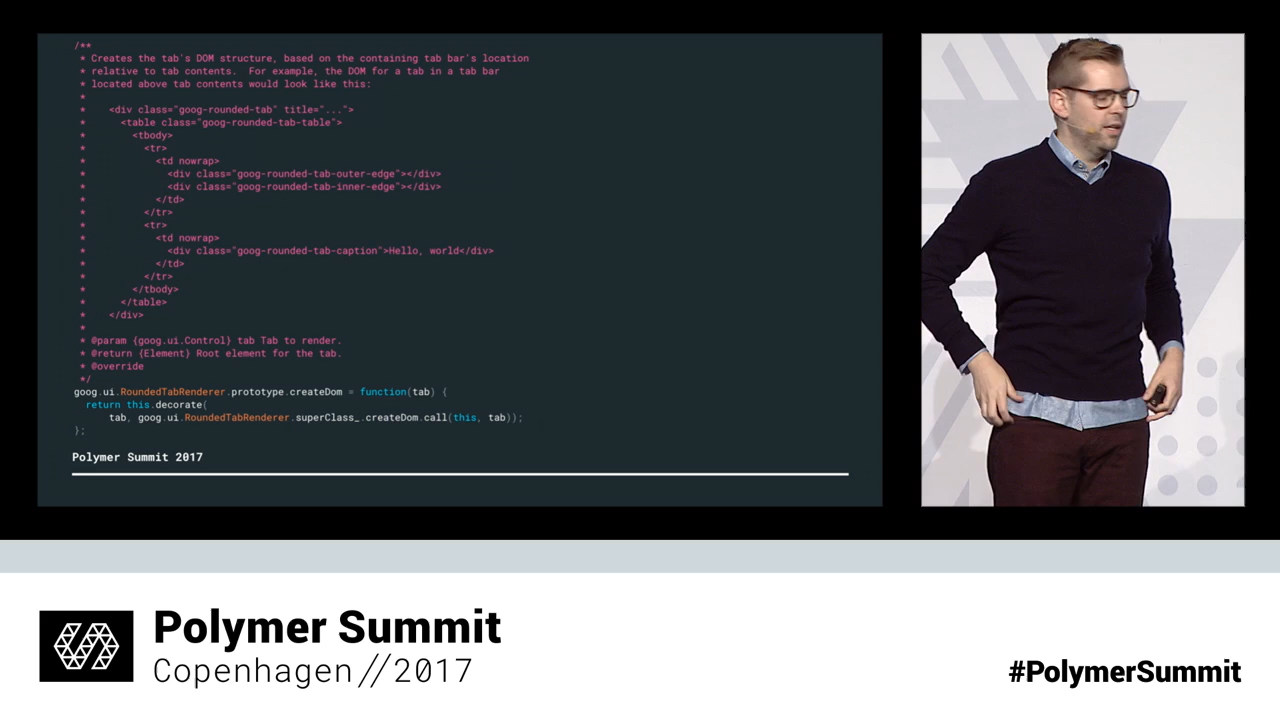 /**
 * Creates the tab's DOM structure, based on the containing tab bar's location
 * relative to tab contents.  For example, the DOM for a tab in a tab bar
 * located above tab contents would look like this:
 *
 *    <div class="goog-rounded-tab" title="...">
 *      <table class="goog-rounded-tab-table">
 *        <tbody>
 *          <tr>
 *            <td nowrap>
 *              <div class="goog-rounded-tab-outer-edge"></div>
 *              <div class="goog-rounded-tab-inner-edge"></div>
 *            </td>
 *          </tr>
 *          <tr>
 *            <td nowrap>
 *              <div class="goog-rounded-tab-caption">Hello, world</div>
 *            </td>
 *          </tr>
 *        </tbody>
 *      </table>
 *    </div>
 *
 * @param {goog.ui.Control} tab Tab to render.
 * @return {Element} Root element for the tab.
 * @override
 */
goog.ui.RoundedTabRenderer.prototype.createDom = function(tab) {
  return this.decorate(
      tab, goog.ui.RoundedTabRenderer.superClass_.createDom.call(this, tab));
};
Polymer Summit 2017
Polymer Summit
Copenhagen//2017
#PolymerSummit